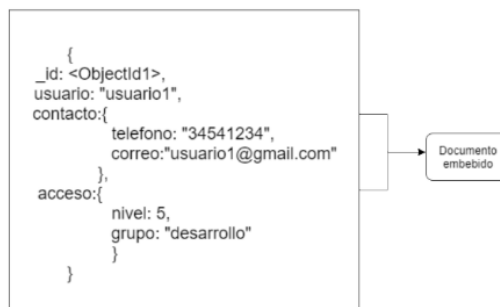 {
_id: <ObjectId1>,
usuario: "usuario1",
contacto:{
telefono: "34541234",
correo:"usuario1@gmail.com"
},
acceso:{
nivel: 5,
grupo: "desarrollo"
}
}
Documento
embebido